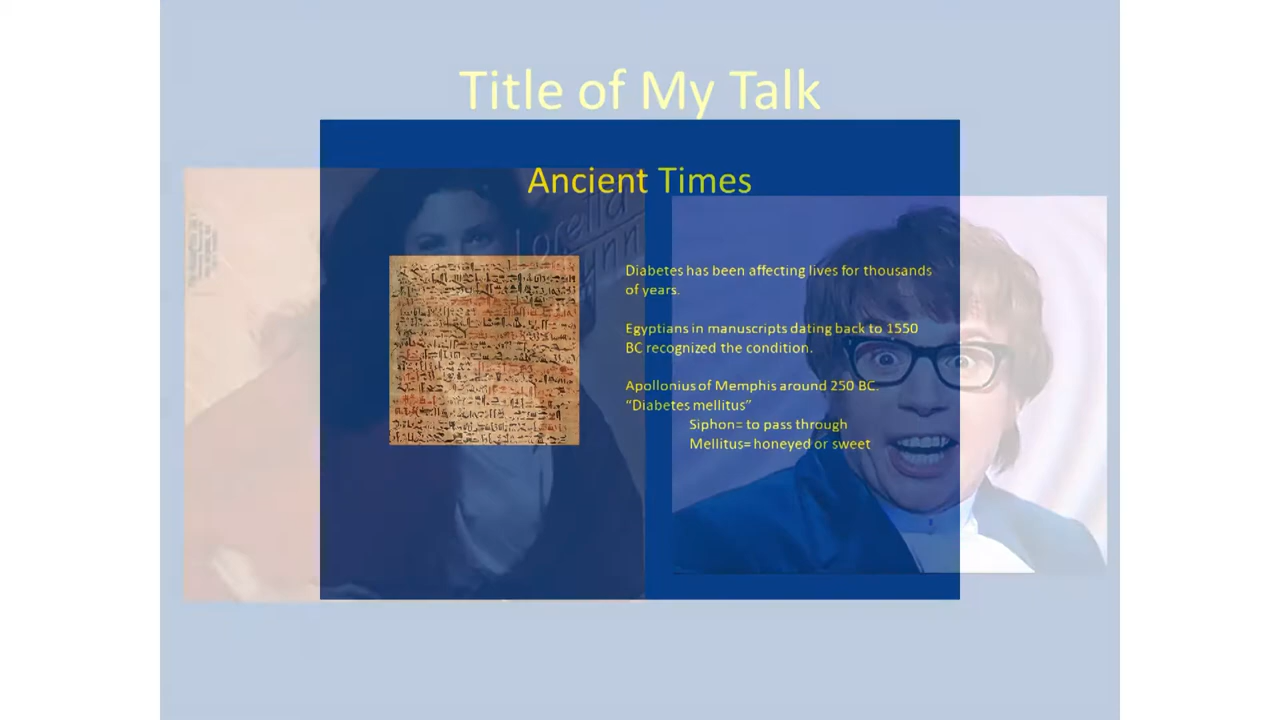 Title of My Talk
Ancient Times
Diabetes has been affecting lives for thousands
of years.
Egyptians in manuscripts dating back to 1550
BC recognized the condition.
Apollonius of Memphis around 250 BC.
“Diabetes mellitus”
Siphon= to pass through
Mellitus= honeyed or sweet